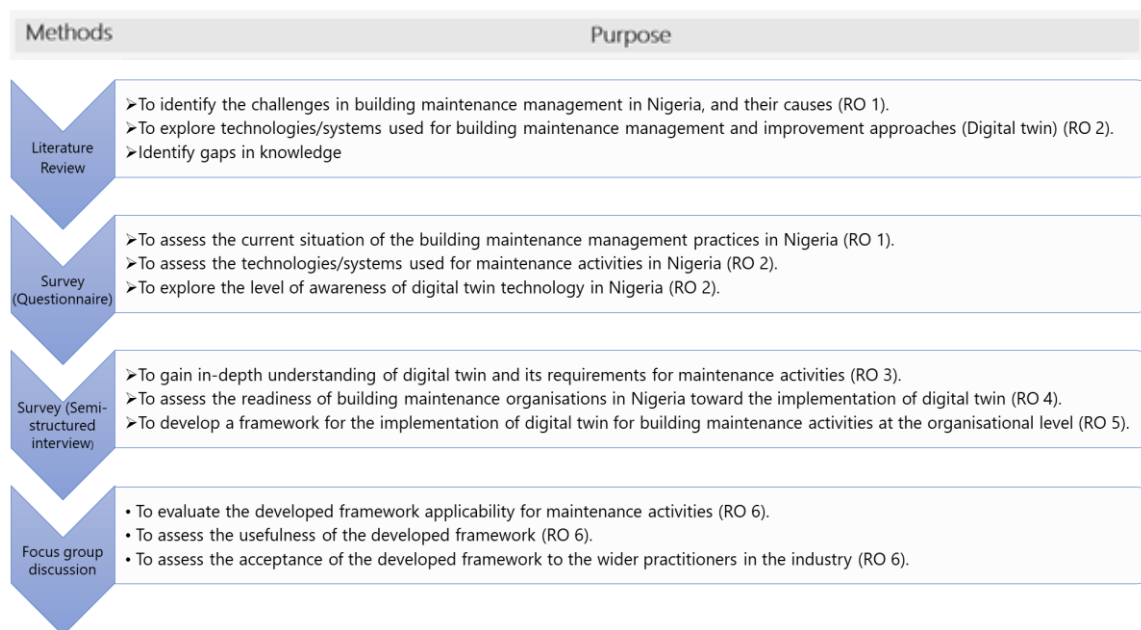 Methods Purpose
Literature
Review
➢To identify the challenges in building maintenance management in Nigeria, and their causes (RO 1).
➢To explore technologies/systems used for building maintenance management and improvement approaches (Digital twin) (RO 2).
➢Identify gaps in knowledge
Survey
(Questionnaire)
➢To assess the current situation of the building maintenance management practices in Nigeria (RO 1).
➢To assess the technologies/systems used for maintenance activities in Nigeria (RO 2).
➢To explore the level of awareness of digital twin technology in Nigeria (RO 2).
Survey (Semi-
structured
interview)
➢To gain in-depth understanding of digital twin and its requirements for maintenance activities (RO 3).
➢To assess the readiness of building maintenance organisations in Nigeria toward the implementation of digital twin (RO 4).
➢To develop a framework for the implementation of digital twin for building maintenance activities at the organisational level (RO 5).
Focus group
discussion
• To evaluate the developed framework applicability for maintenance activities (RO 6).
• To assess the usefulness of the developed framework (RO 6).
• To assess the acceptance of the developed framework to the wider practitioners in the industry (RO 6).